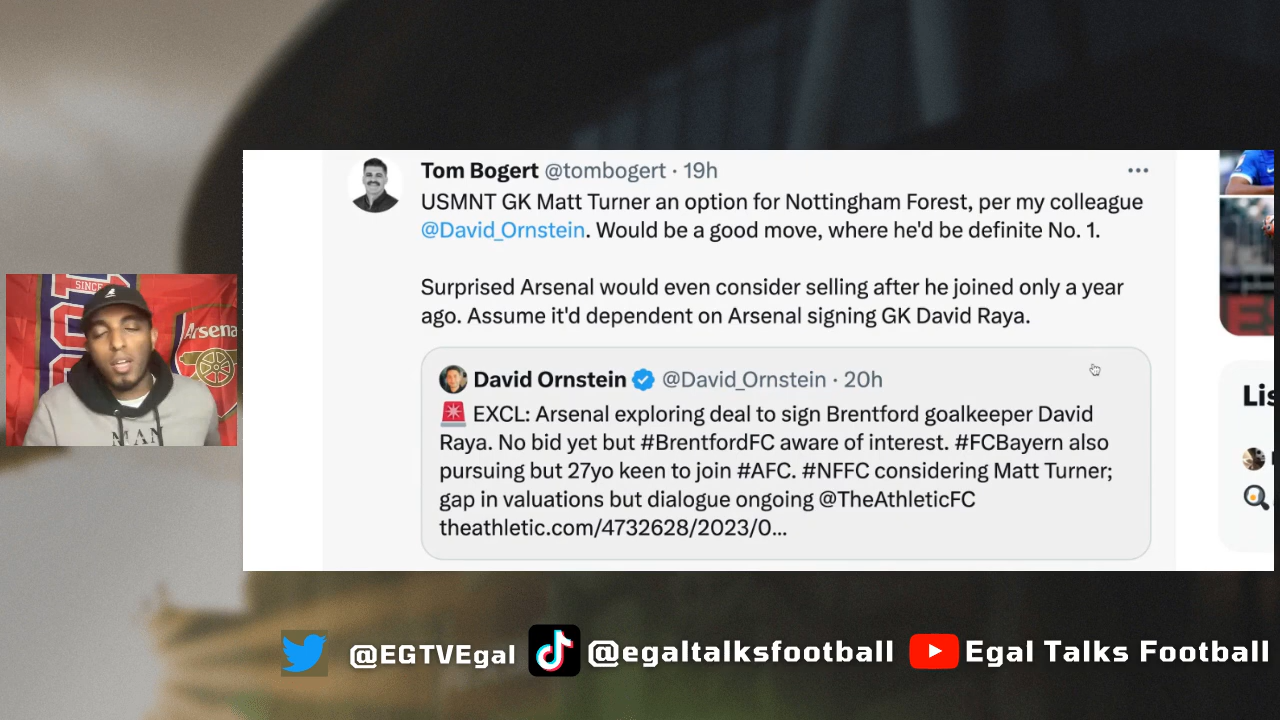 Tom Bogert @tombogert · 19h
USMNT GK Matt Turner an option for Nottingham Forest, per my colleague
@David_Ornstein. Would be a good move, where he'd be definite No. 1.
Surprised Arsenal would even consider selling after he joined only a year
ago. Assume it'd dependent on Arsenal signing GK David Raya.
David Ornstein @David_Ornstein · 20h
🚨 EXCL: Arsenal exploring deal to sign Brentford goalkeeper David
Raya. No bid yet but #BrentfordFC aware of interest. #FCBayern also
pursuing but 27yo keen to join #AFC. #NFFC considering Matt Turner;
gap in valuations but dialogue ongoing @TheAthleticFC
theathletic.com/4732628/2023/0...
SINCE
Arsenal
MAN
@EGTVEgal
@egaltalksfootball
Egal Talks Football